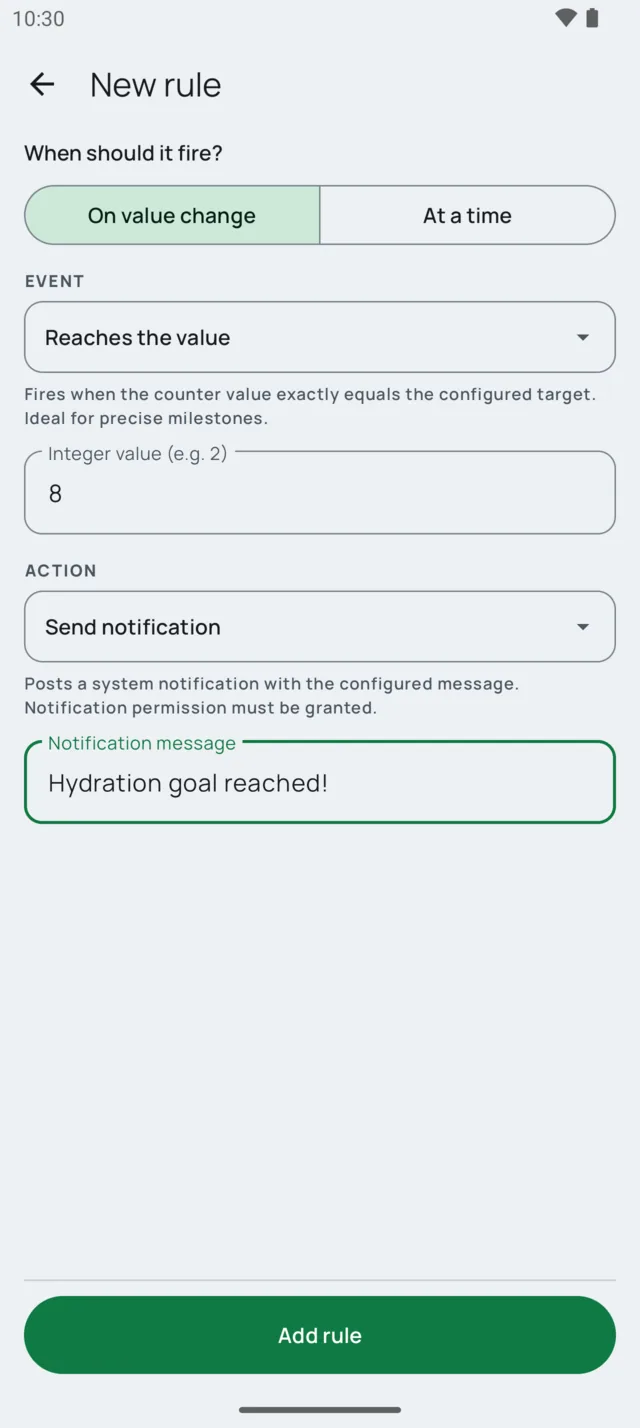 10:30
New rule
When should it fire?
On value change
At a time
EVENT
Reaches the value
Fires when the counter value exactly equals the configured target.
Ideal for precise milestones.
Integer value (e.g. 2)
8
ACTION
Send notification
Posts a system notification with the configured message.
Notification permission must be granted.
Notification message
Hydration goal reached!
Add rule